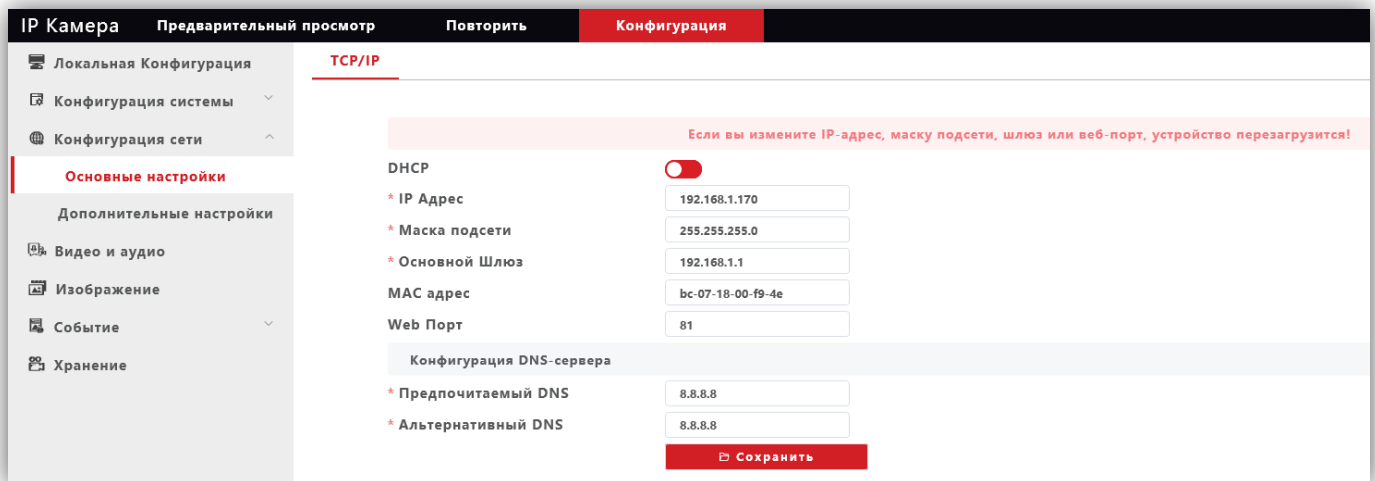 IP Камера Предварительный просмотр Повторить Конфигурация
Локальная Конфигурация
Конфигурация системы
Конфигурация сети
Основные настройки
Дополнительные настройки
Видео и аудио
Изображение
Событие
Хранение
TCP/IP
Если вы измените IP-адрес, маску подсети, шлюз или веб-порт, устройство перезагрузится!
DHCP
* IP Адрес 192.168.1.170
* Маска подсети 255.255.255.0
* Основной Шлюз 192.168.1.1
MAC адрес bc-07-18-00-f9-4e
Web Порт 81
Конфигурация DNS-сервера
* Предпочитаемый DNS 8.8.8.8
* Альтернативный DNS 8.8.8.8
Сохранить